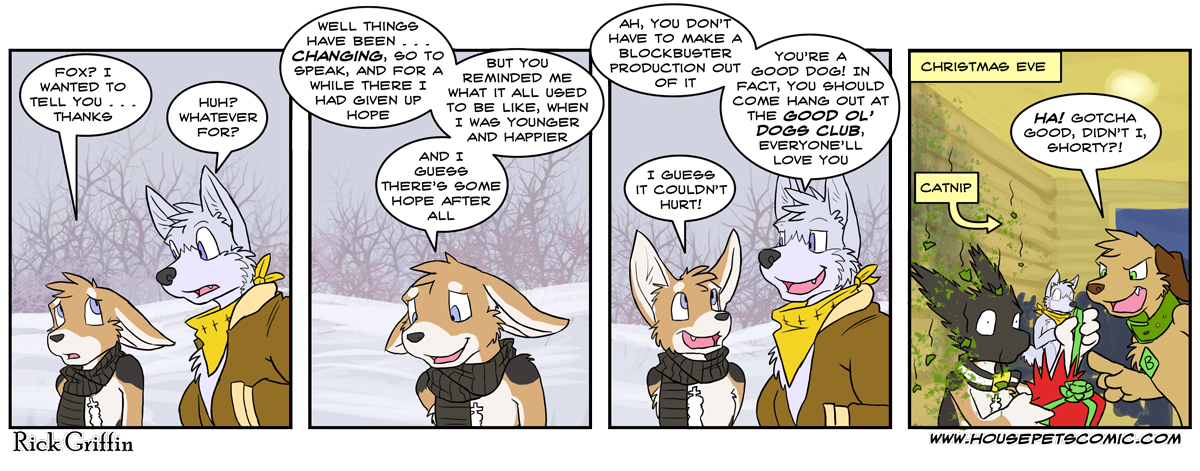 FOX? I
WANTED TO
TELL YOU . . .
THANKS
HUH?
WHATEVER
FOR?
WELL THINGS
HAVE BEEN . . .
CHANGING, SO TO
SPEAK, AND FOR A
WHILE THERE I
HAD GIVEN UP
HOPE
BUT YOU
REMINDED ME
WHAT IT ALL USED
TO BE LIKE, WHEN
I WAS YOUNGER
AND HAPPIER
AND I
GUESS
THERE'S SOME
HOPE AFTER
ALL
AH, YOU DON'T
HAVE TO MAKE A
BLOCKBUSTER
PRODUCTION OUT
OF IT
YOU'RE A
GOOD DOG! IN
FACT, YOU SHOULD
COME HANG OUT AT
THE GOOD OL'
DOGS CLUB,
EVERYONE'LL
LOVE YOU
I GUESS
IT COULDN'T
HURT!
CHRISTMAS EVE
HA! GOTCHA
GOOD, DIDN'T I,
SHORTY?!
CATNIP
B
Rick Griffin
WWW.HOUSEPETSCOMIC.COM